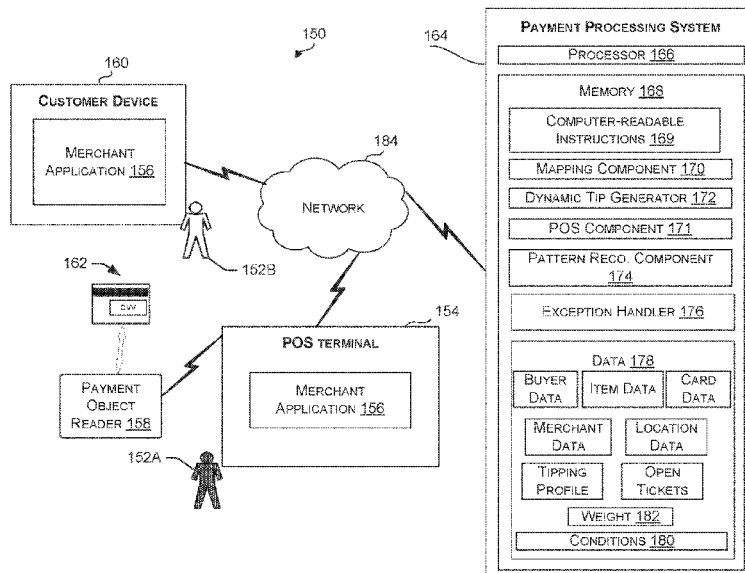 150
164
160
CUSTOMER DEVICE
MERCHANT
APPLICATION 156
152B
184
NETWORK
162
CVV
PAYMENT
OBJECT
READER 158
152A
154
POS TERMINAL
MERCHANT
APPLICATION 156
PAYMENT PROCESSING SYSTEM
PROCESSOR 166
MEMORY 168
COMPUTER-READABLE
INSTRUCTIONS 169
MAPPING COMPONENT 170
DYNAMIC TIP GENERATOR 172
POS COMPONENT 171
PATTERN RECO. COMPONENT
174
EXCEPTION HANDLER 176
DATA 178
BUYER
DATA
ITEM DATA
CARD
DATA
MERCHANT
DATA
LOCATION
DATA
TIPPING
PROFILE
OPEN
TICKETS
WEIGHT 182
CONDITIONS 180